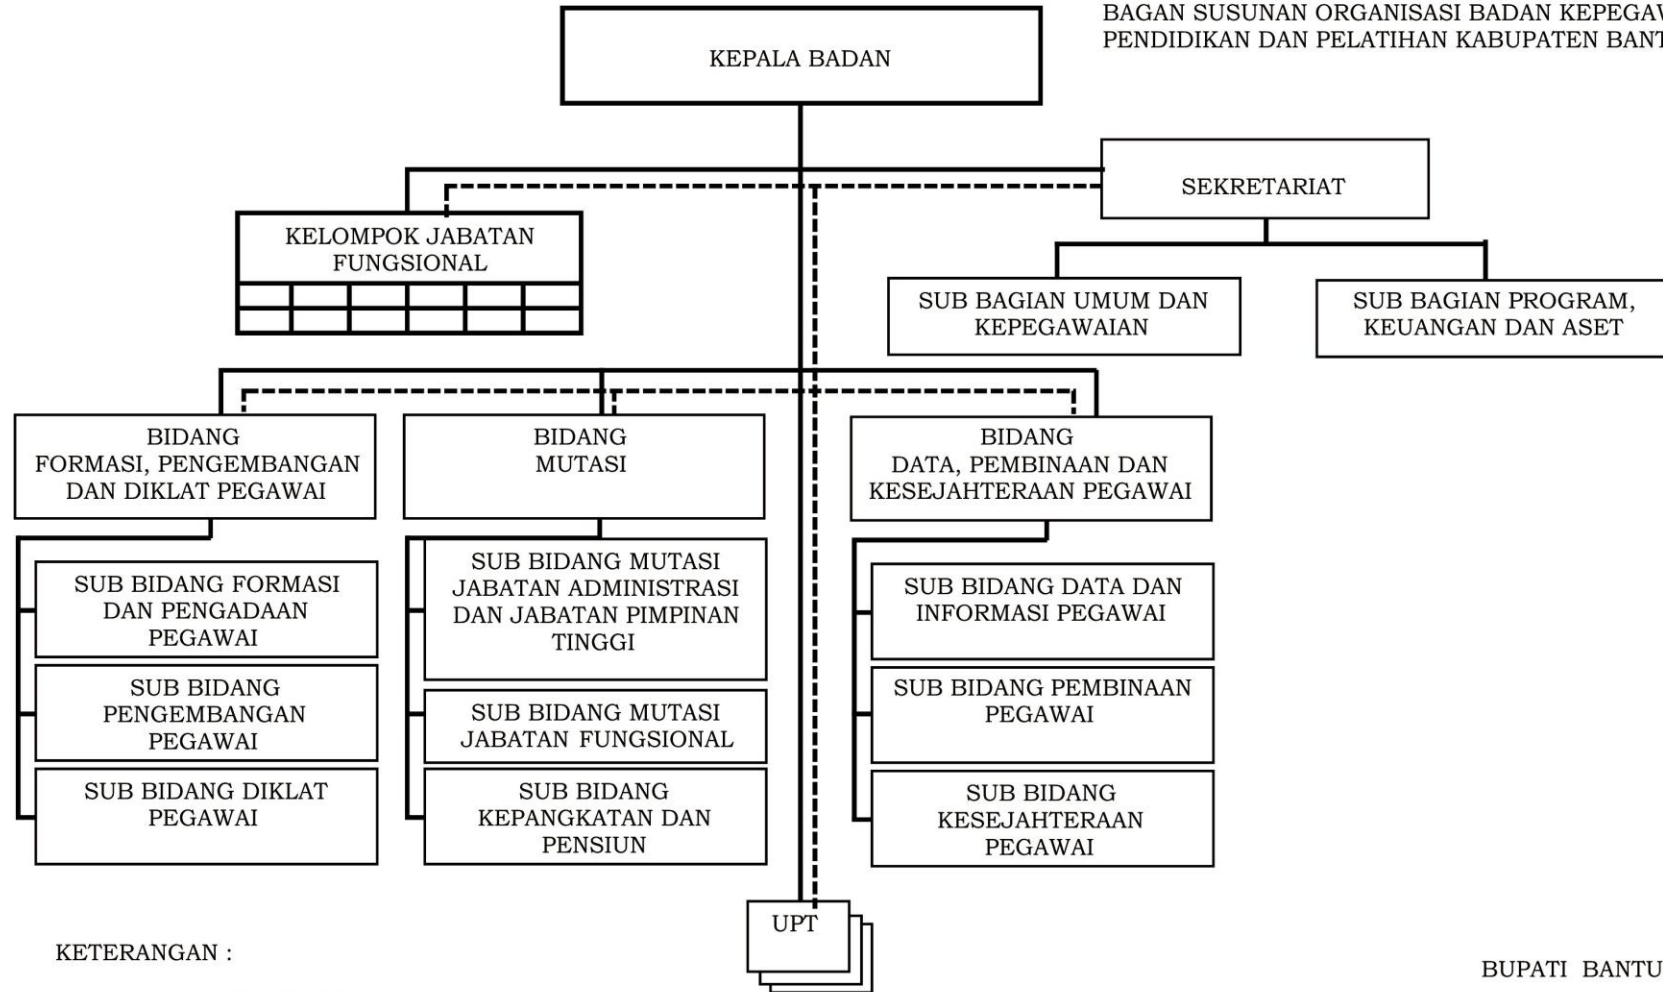 BAGAN SUSUNAN ORGANISASI BADAN
PENDIDIKAN DAN PELATIHAN KABUPATEN
KEPALA BADAN
SEKRETARIAT
KELOMPOK JABATAN
FUNGSIONAL
SUB BAGIAN UMUM DAN
KEPEGAWAIAN
SUB BAGIAN PROGRAM,
KEUANGAN DAN ASET
BIDANG
FORMASI, PENGEMBANGAN
DAN DIKLAT PEGAWAI
BIDANG
MUTASI
BIDANG
DATA, PEMBINAAN DAN
KESEJAHTERAAN PEGAWAI
SUB BIDANG FORMASI
DAN PENGADAAN
PEGAWAI
SUB BIDANG
PENGEMBANGAN
PEGAWAI
SUB BIDANG DIKLAT
PEGAWAI
SUB BIDANG MUTASI
JABATAN ADMINISTRASI
DAN JABATAN PIMPINAN
TINGGI
SUB BIDANG MUTASI
JABATAN FUNGSIONAL
SUB BIDANG
KEPANGKATAN DAN
PENSIUN
SUB BIDANG DATA DAN
INFORMASI PEGAWAI
SUB BIDANG PEMBINAAN
PEGAWAI
SUB BIDANG
KESEJAHTERAAN
PEGAWAI
UPT
KETERANGAN :
BUPATI